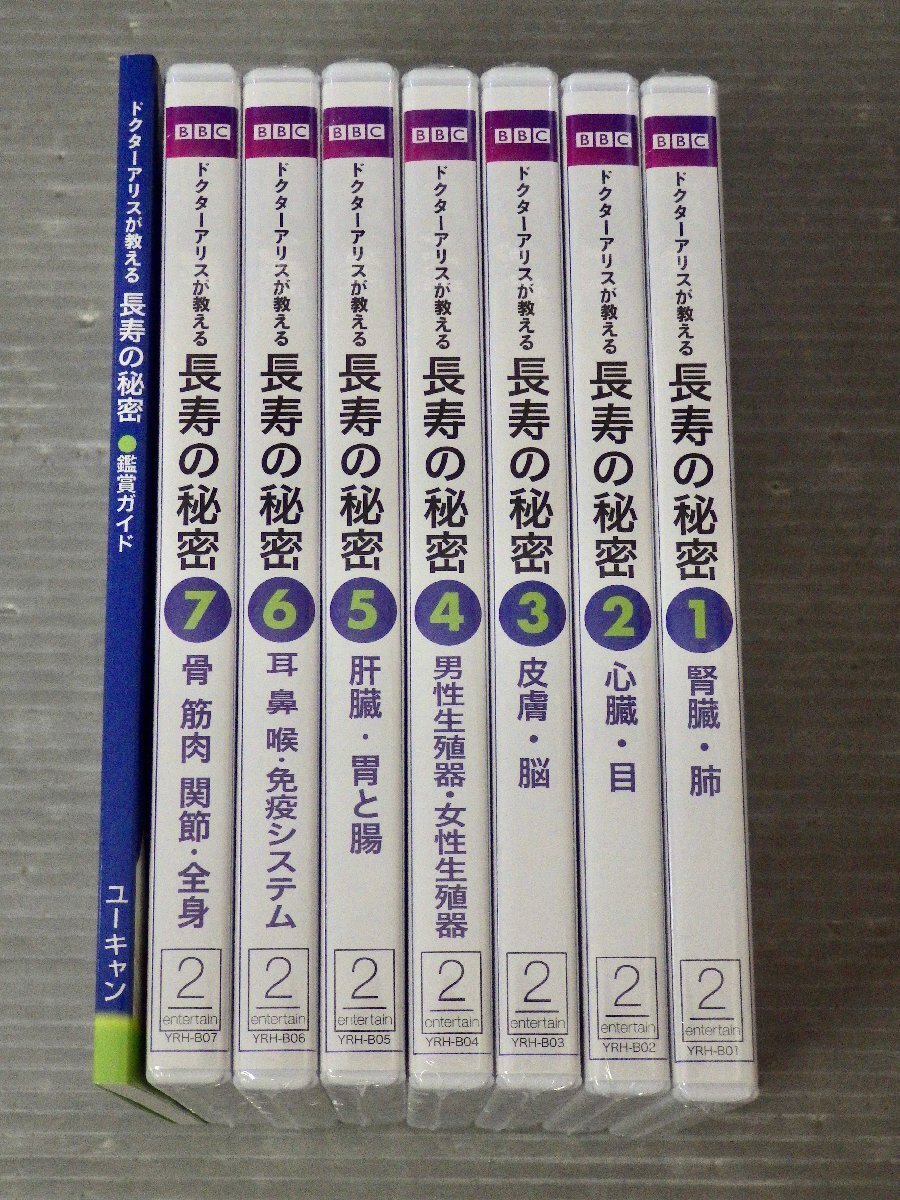 ドクターアリスが教える 長寿の秘密●鑑賞ガイド
ユーキャン
BBC
ドクターアリスが教える
長寿の秘密
7
骨 筋肉 関節・全身
2
entertain
YRH-B07
BBC
ドクターアリスが教える
長寿の秘密
6
耳 鼻 喉・免疫システム
2
entertain
YRH-B06
BBC
ドクターアリスが教える
長寿の秘密
5
肝臓・胃と腸
2
entertain
YRH-B05
BBC
ドクターアリスが教える
長寿の秘密
4
男性生殖器・女性生殖器
2
entertain
YRH-B04
BBC
ドクターアリスが教える
長寿の秘密
3
皮膚・脳
2
entertain
YRH-B03
BBC
ドクターアリスが教える
長寿の秘密
2
心臓・目
2
entertain
YRH-B02
BBC
ドクターアリスが教える
長寿の秘密
1
腎臓・肺
2
entertain
YRH-B01